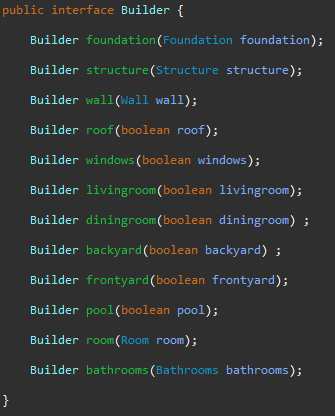 public interface Builder {
Builder foundation(Foundation foundation);
Builder structure(Structure structure);
Builder wall(Wall wall);
Builder roof(boolean roof);
Builder windows(boolean windows);
Builder livingroom(boolean livingroom);
Builder diningroom(boolean diningroom) ;
Builder backyard(boolean backyard) ;
Builder frontyard(boolean frontyard);
Builder pool(boolean pool);
Builder room(Room room);
Builder bathrooms(Bathrooms bathrooms);
}